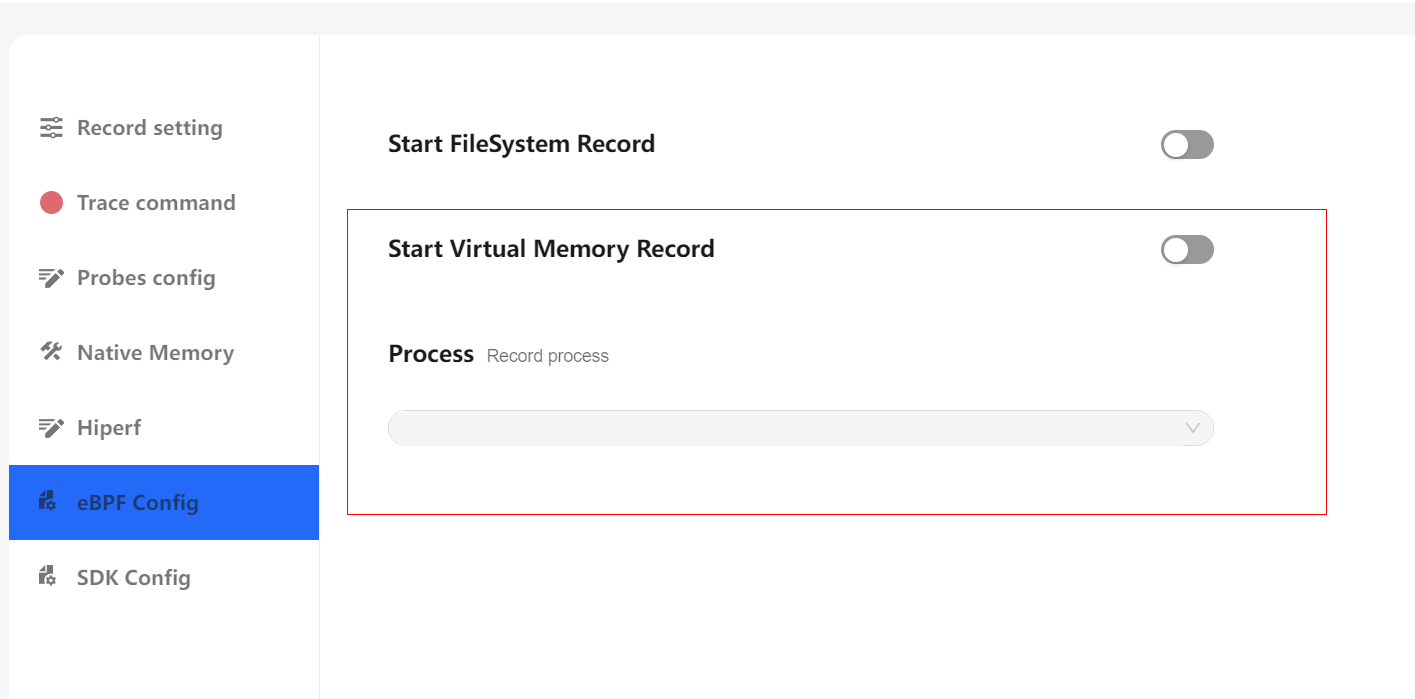 Record setting
Trace command
Probes config
Native Memory
Hiperf
eBPF Config
SDK Config
Start FileSystem Record
Start Virtual Memory Record
Process Record process